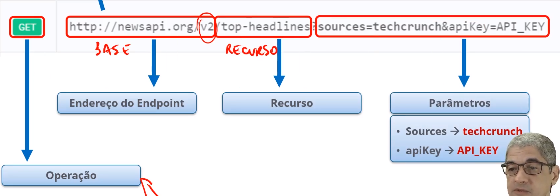 GET http://newsapi.org/v2/top-headlines?sources=techcrunch&apiKey=API_KEY
BASE RECURSO
Endereço do Endpoint
Recurso
Parâmetros
• Sources → techcrunch
• apiKey → API_KEY
Operação